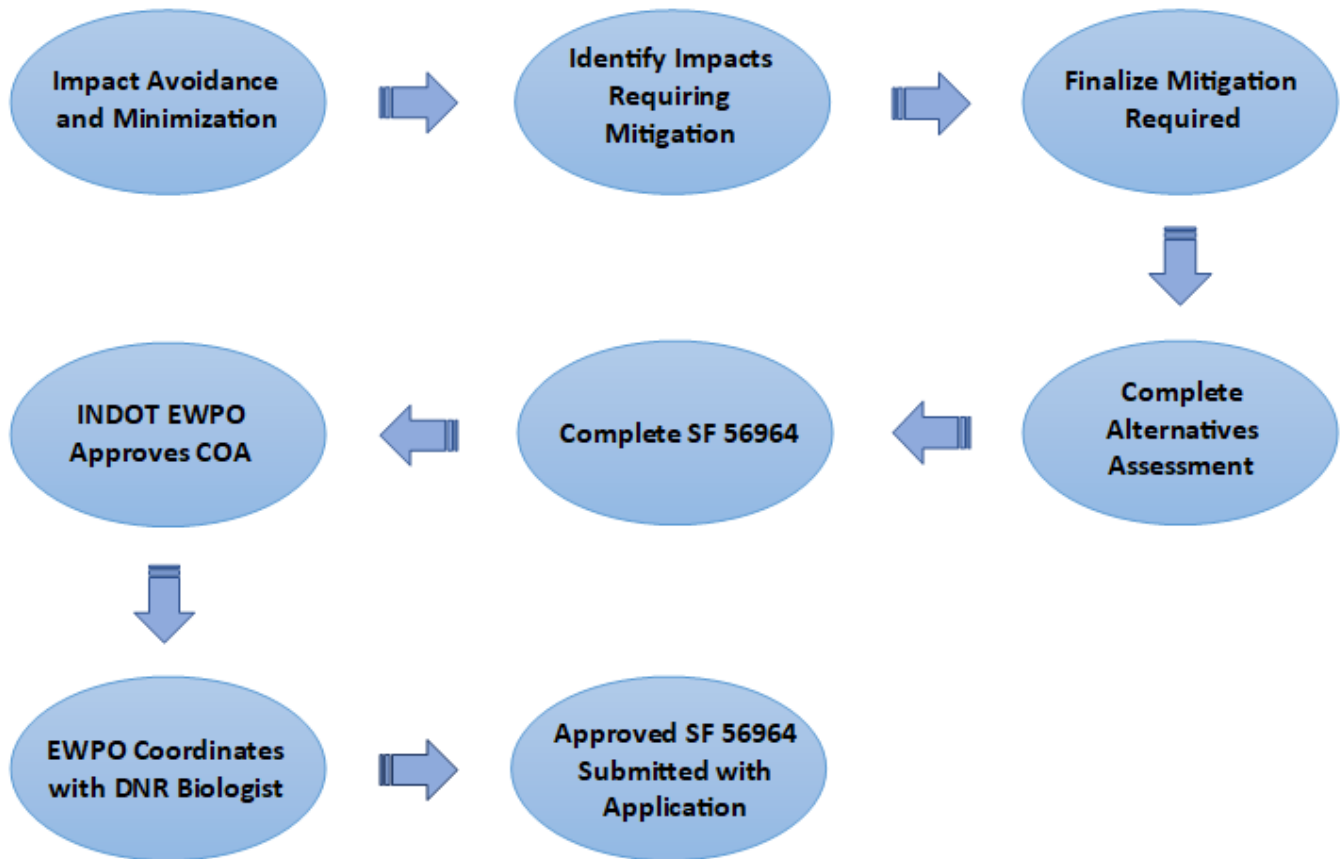 Impact Avoidance
and Minimization
Identify Impacts
Requiring
Mitigation
Finalize Mitigation
Required
Complete
Alternatives
Assessment
Complete SF 56964
INDOT EWPO
Approves COA
EWPO Coordinates
with DNR Biologist
Approved SF 56964
Submitted with
Application